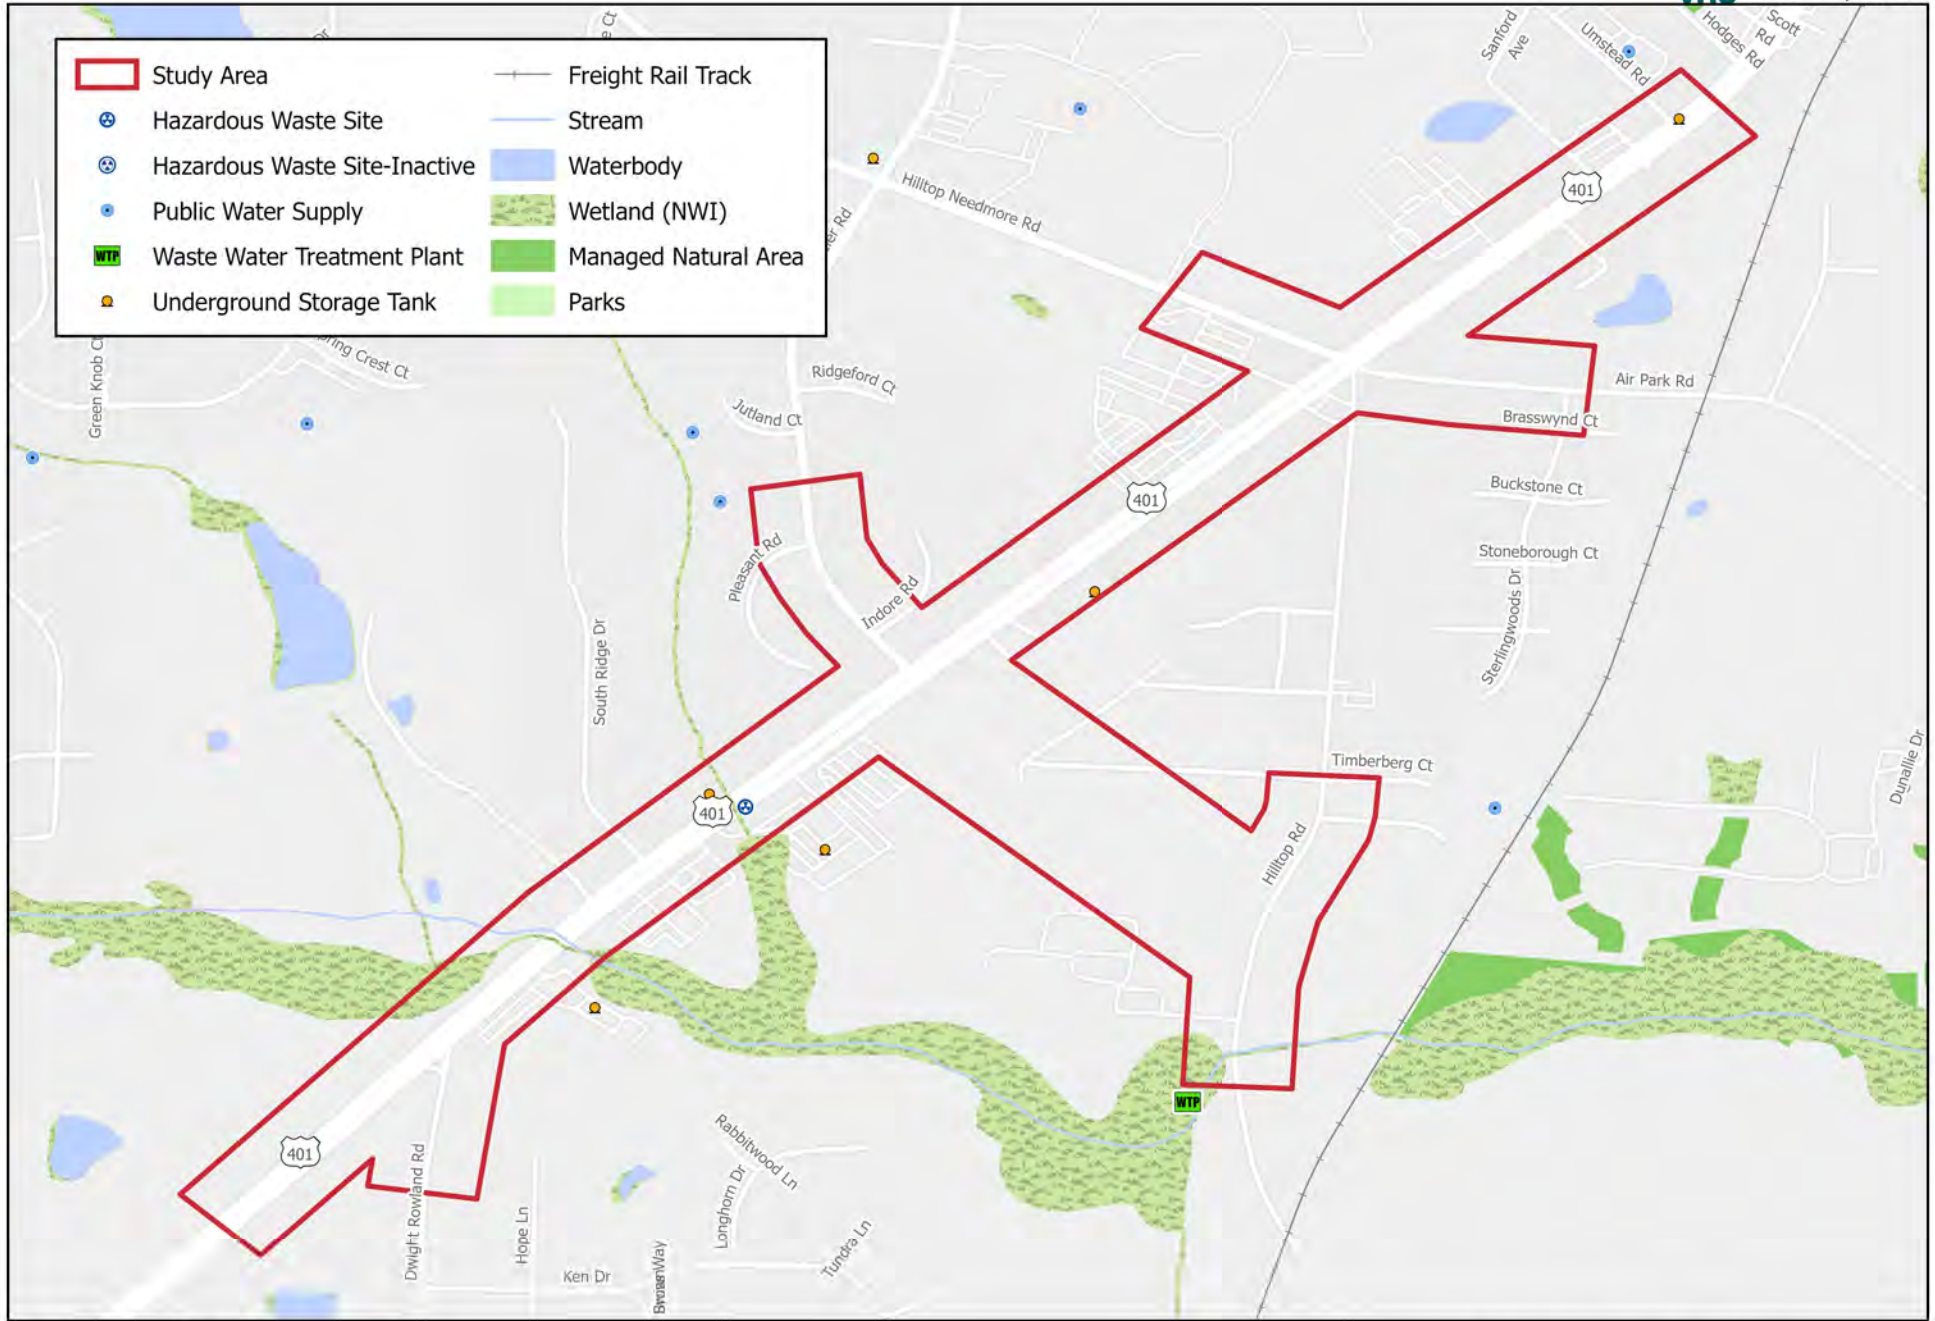 Study Area
Hazardous Waste Site
Hazardous Waste Site-Inactive
Public Water Supply
WTP Waste Water Treatment Plant
Underground Storage Tank
Freight Rail Track
Stream
Waterbody
Wetland (NWI)
Managed Natural Area
Parks
Sanford
Ave
Umstead Rd
Hodges Rd
Scott
Rd
401
Hilltop Needmore Rd
Green Knob Ct
Ridgeford Ct
Jutland Ct
Air Park Rd
Brasswynd Ct
Buckstone Ct
Stoneborough Ct
Sterlingwoods Dr
401
Pleasant Rd
Indore Rd
South Ridge Dr
Timberberg Ct
Dunallie Dr
401
Hilltop Rd
WTP
401
Dwight Rowland Rd
Hope Ln
Rabbitwood Ln
Longhorn Dr
Tundra Ln
Ken Dr